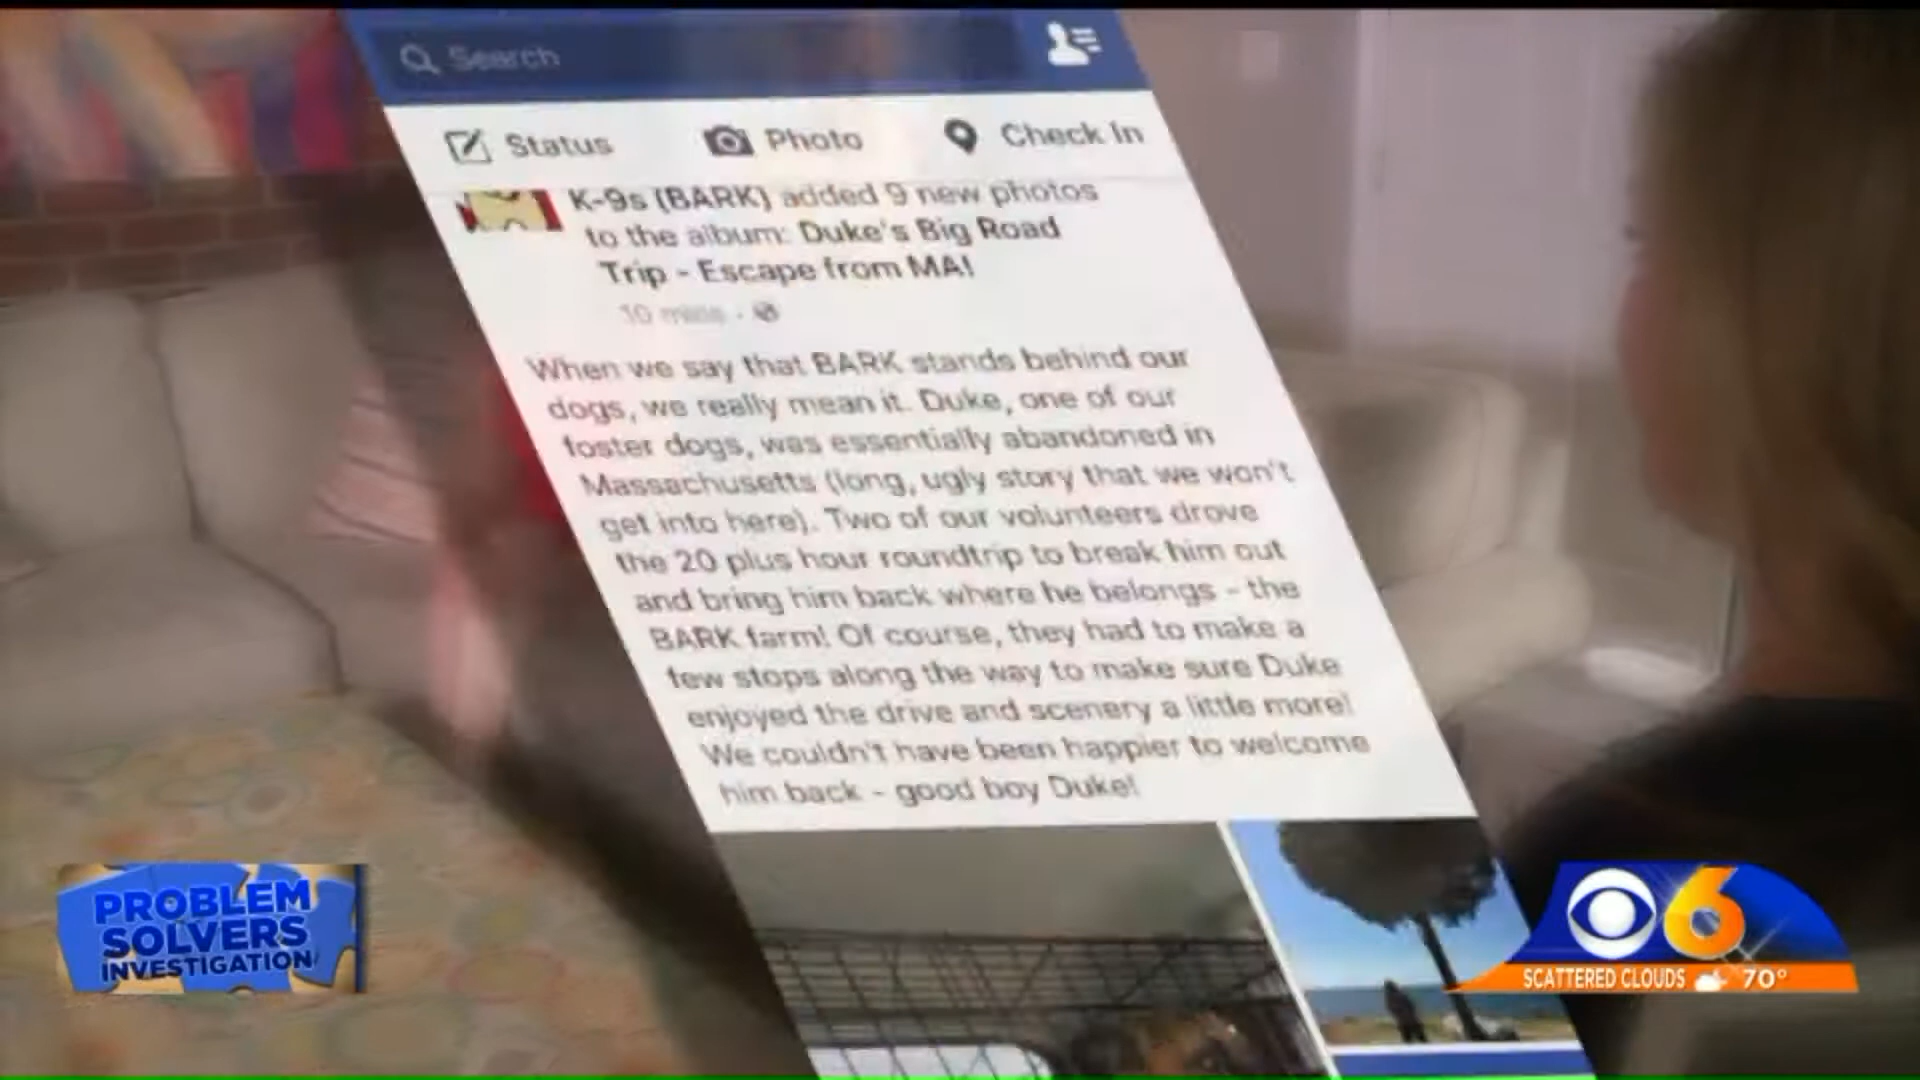 Search
Status Photo Check In
K-9s (BARK) added 9 new photos
to the album: Duke's Big Road
Trip - Escape from MA!
10 mins ·
When we say that BARK stands behind our
dogs, we really mean it. Duke, one of our
foster dogs, was essentially abandoned in
Massachusetts (long, ugly story that we won't
get into here). Two of our volunteers drove
the 20 plus hour roundtrip to break him out
and bring him back where he belongs - the
BARK farm! Of course, they had to make a
few stops along the way to make sure Duke
enjoyed the drive and scenery a little more!
We couldn't have been happier to welcome
him back - good boy Duke!
PROBLEM
SOLVERS
INVESTIGATION
6
SCATTERED CLOUDS 70°